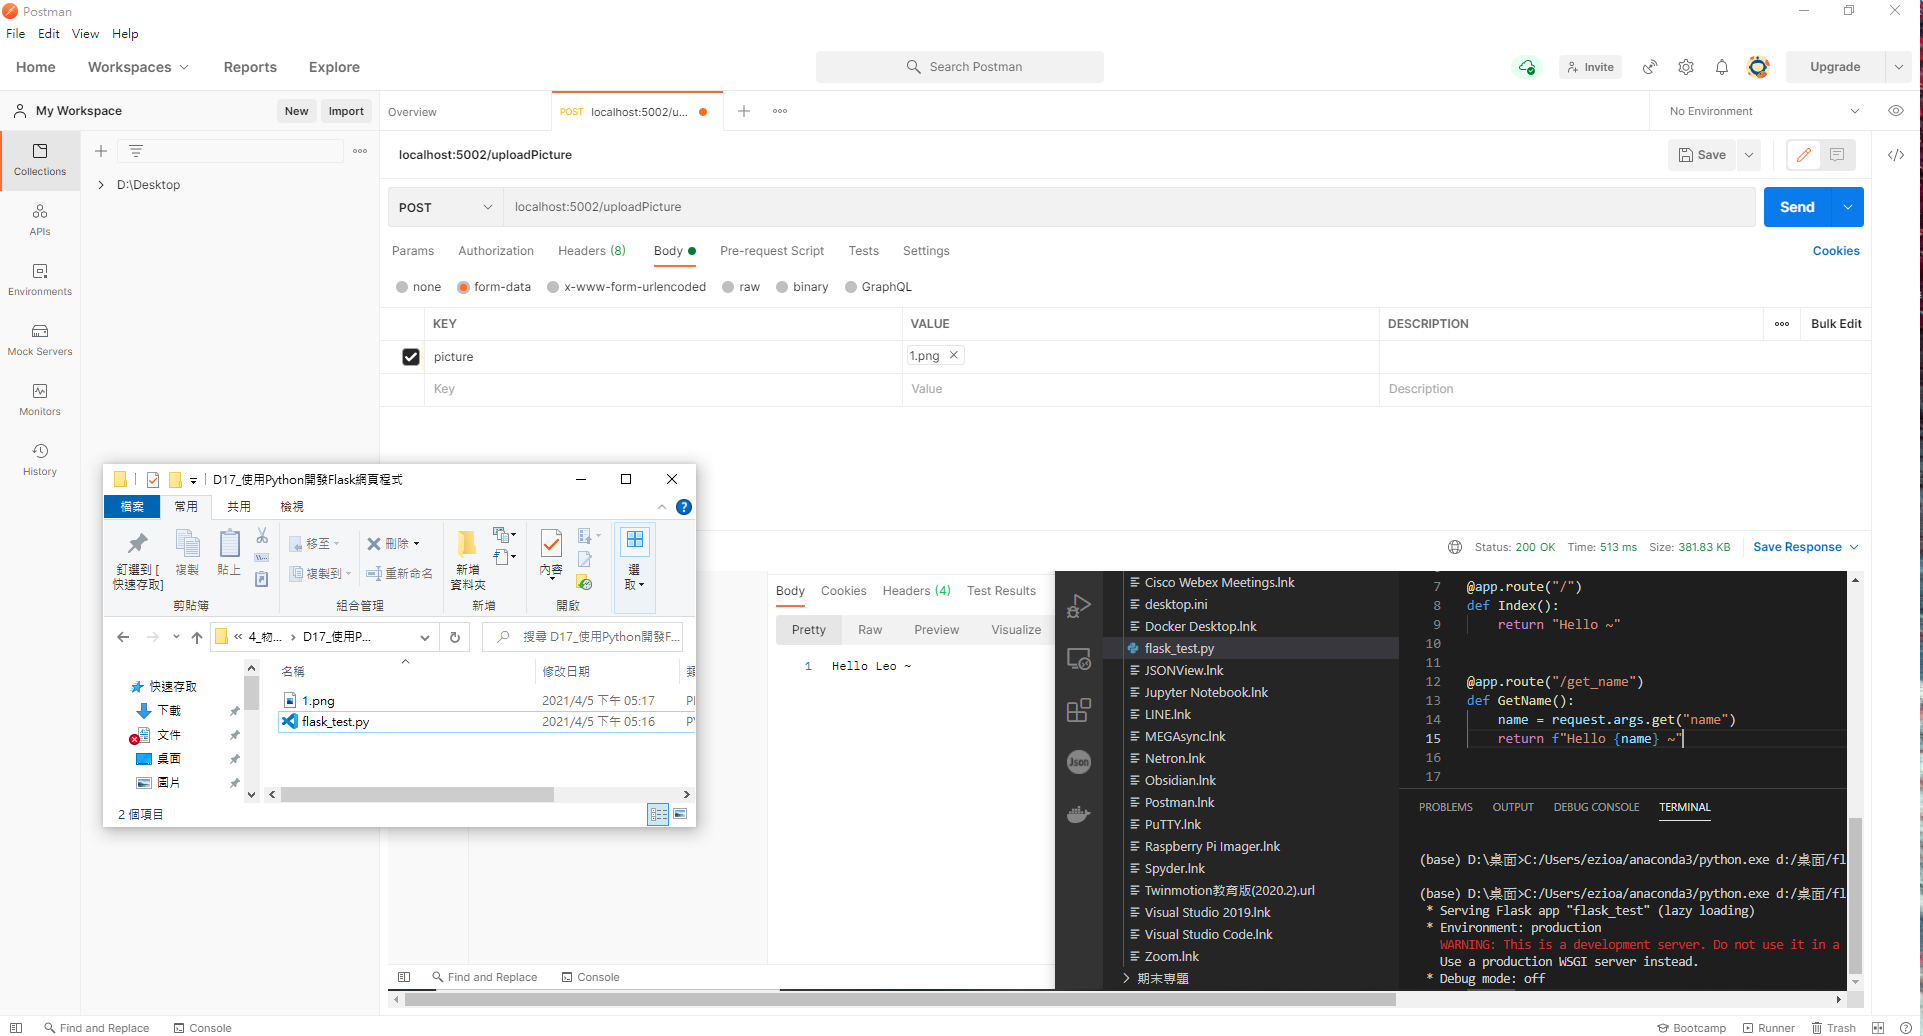 Postman
File Edit View Help
Home Workspaces Reports Explore
Search Postman
Invite
Upgrade
My Workspace
New Import
Overview
POST localhost:5002/u...
No Environment
Collections
D:\Desktop
localhost:5002/uploadPicture
Save
APIs
POST localhost:5002/uploadPicture
Send
Params Authorization Headers (8) Body Pre-request Script Tests Settings
Cookies
Environments
none form-data x-www-form-urlencoded raw binary GraphQL
KEY VALUE DESCRIPTION
Bulk Edit
Mock Servers
picture 1.png
Key Value Description
Monitors
History
D17_使用Python開發Flask網頁程式
檔案 常用 共用 檢視
釘選到 [
快速存取]
複製
貼上
移至
複製到
刪除
重新命名
新增
資料夾
內容
選
取
剪貼簿 組合管理 新增 開啟
« 4_物... › D17_使用P...
搜尋 D17_使用Python開發F...
名稱 修改日期 類
快速存取
下載
文件
桌面
圖片
1.png 2021/4/5 下午 05:17
flask_test.py 2021/4/5 下午 05:16
2 個項目
Status: 200 OK Time: 513 ms Size: 381.83 KB
Save Response
Body Cookies Headers (4) Test Results
Pretty Raw Preview Visualize
1 Hello Leo ~
Find and Replace Console
Json
Cisco Webex Meetings.lnk
desktop.ini
Docker Desktop.lnk
flask_test.py
JSONView.lnk
Jupyter Notebook.lnk
LINE.lnk
MEGAsync.lnk
Netron.lnk
Obsidian.lnk
Postman.lnk
PuTTY.lnk
Raspberry Pi Imager.lnk
Spyder.lnk
Twinmotion教育版(2020.2).url
Visual Studio 2019.lnk
Visual Studio Code.lnk
Zoom.lnk
期末專題
7 @app.route("/")
8 def Index():
9 return "Hello ~"
10
11
12 @app.route("/get_name")
13 def GetName():
14 name = request.args.get("name")
15 return f"Hello {name} ~"
16
17
PROBLEMS OUTPUT DEBUG CONSOLE TERMINAL
(base) D:\桌面>C:/Users/ezioa/anaconda3/python.exe d:/桌面/fl
(base) D:\桌面>C:/Users/ezioa/anaconda3/python.exe d:/桌面/fl
* Serving Flask app "flask_test" (lazy loading)
* Environment: production
WARNING: This is a development server. Do not use it in a
Use a production WSGI server instead.
* Debug mode: off
Find and Replace Console
Bootcamp Runner Trash